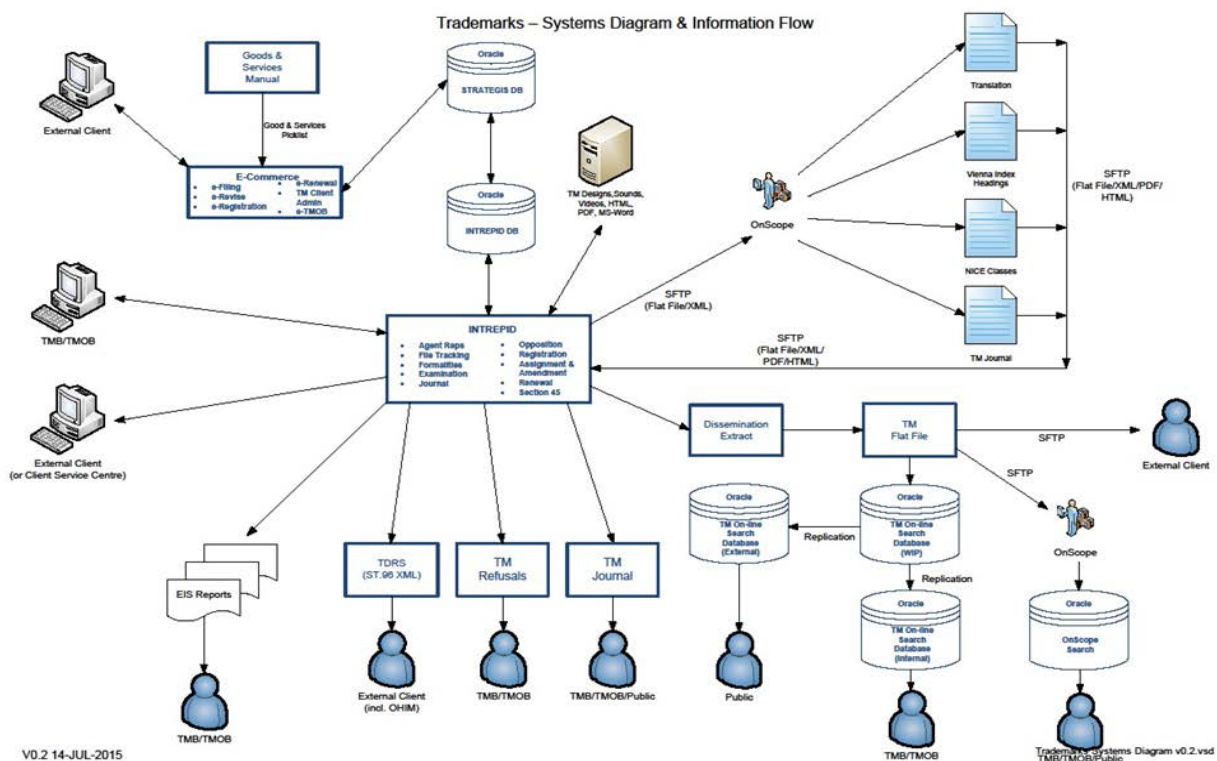 Trademarks – Systems Diagram & Information Flow
External Client
Goods &
Services
Manual
Good & Services
Picklist
Oracle
STRATEGIS DB
E-Commerce
• e-Filing
• e-Revise
• e-Registration
• e-Renewal
• TM Client
Admin
• e-TMOB
Oracle
INTREPID DB
TM Designs,Sounds,
Videos, HTML,
PDF, MS-Word
OnScope
Translation
Vienna Index
Headings
NICE Classes
TM Journal
SFTP
(Flat File/XML/PDF/
HTML)
SFTP
(Flat File/XML)
SFTP
(Flat File/XML/
PDF/HTML)
TMB/TMOB
INTREPID
• Agent Reps
• File Tracking
• Formalities
• Examination
• Journal
• Opposition
• Registration
• Assignment &
Amendment
• Renewal
• Section 45
External Client
(or Client Service Centre)
Dissemination
Extract
TM
Flat File
SFTP
External Client
SFTP
OnScope
Oracle
TM On-line
Search
Database
(External)
Replication
Oracle
TM On-line
Search
Database
(WIP)
Replication
Oracle
TM On-line
Search
Database
(Internal)
Oracle
OnScope
Search
EIS Reports
TDRS
(ST.96 XML)
TM
Refusals
TM
Journal
TMB/TMOB
External Client
(incl. OHIM)
TMB/TMOB
TMB/TMOB/Public
Public
TMB/TMOB
TMB/TMOB/Public
V0.2 14-JUL-2015
Trademarks Systems Diagram v0.2.vsd